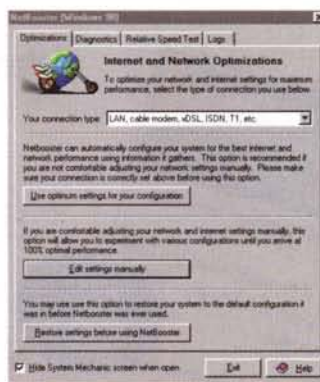 NetBooster (Windows 98)
Optimizations Diagnostics Relative Speed Test Logs
Internet and Network Optimizations
To optimize your network and internet settings for maximum
performance, select the type of connection you use below.
Your connection type: LAN, cable modem, xDSL, ISDN, T1, etc.
Netbooster can automatically configure your system for the best internet and
network performance using information it gathers. This option is recommended if
you are not comfortable adjusting your network settings manually. Please make
sure your connection is correctly set above before using this option.
Use optimum settings for your configuration
If you are comfortable adjusting your network and internet settings manually, this
option will allow you to experiment with various configurations until you arrive at
100% optimal performance.
Edit settings manually
You may use use this option to restore your system to the default configuration it
was in before Netbooster was ever used.
Restore settings before using NetBooster
Hide System Mechanic screen when open
Exit
Help